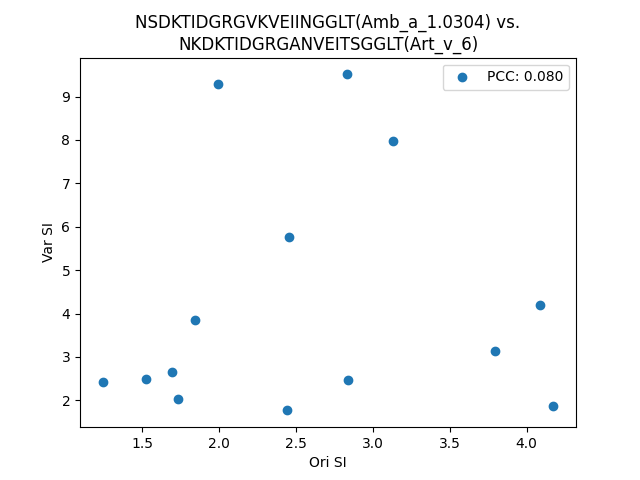 NSDKTIDGRGVKVEIINGGLT(Amb_a_1.0304) vs.
NKDKTIDGRGANVEITSGGLT(Art_v_6)
PCC: 0.080
9
8
7
6
5
4
3
2
Var SI
1.5 2.0 2.5 3.0 3.5 4.0
Ori SI